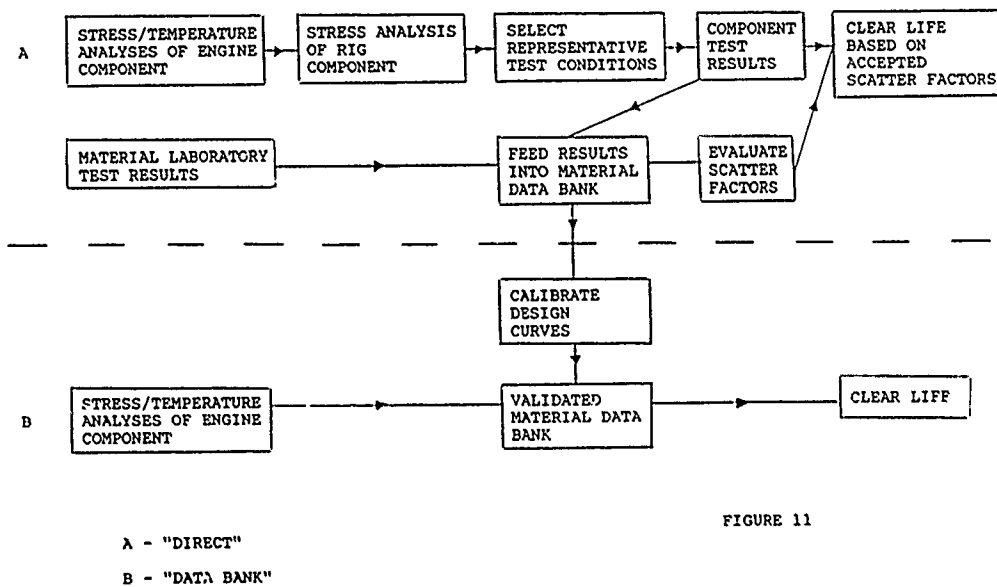 A
STRESS/TEMPERATURE
ANALYSES OF ENGINE
COMPONENT
STRESS ANALYSIS
OF RIG
COMPONENT
SELECT
REPRESENTATIVE
TEST CONDITIONS
COMPONENT
TEST
RESULTS
CLEAR LIFE
BASED ON
ACCEPTED
SCATTER FACTORS
MATERIAL LABORATORY
TEST RESULTS
FEED RESULTS
INTO MATERIAL
DATA BANK
EVALUATE
SCATTER
FACTORS
CALIBRATE
DESIGN
CURVES
B
STRESS/TEMPERATURE
ANALYSES OF ENGINE
COMPONENT
VALIDATED
MATERIAL DATA
BANK
CLEAR LIFF
FIGURE 11
A - "DIRECT"
B - "DATA BANK"